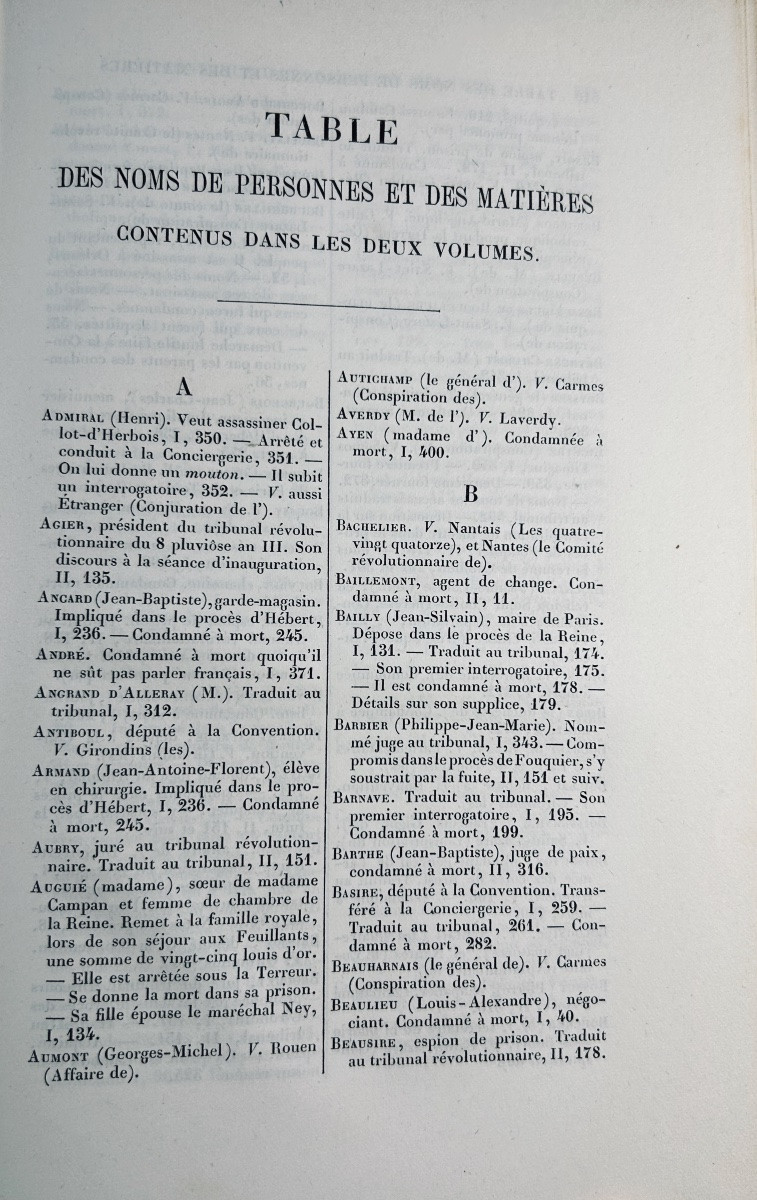 TABLE
DES NOMS DE PERSONNES ET DES MATIÈRES
CONTENUS DANS LES DEUX VOLUMES.
A
ADMIRAL (Henri). Veut assassiner Col-
lot-d'Herbois, I, 350. — Arrêté et
conduit à la Conciergerie, 351. —
On lui donne un mouton. — Il subit
un interrogatoire, 352. — V. aussi
Étranger (Conjuration de l').
AGIER, président du tribunal révolu-
tionnaire du 8 pluviôse an III. Son
discours à la séance d'inauguration,
II, 135.
ANCARD (Jean-Baptiste), garde-magasin.
Impliqué dans le procès d'Hébert,
I, 236. — Condamné à mort, 245.
ANDRÉ. Condamné à mort quoiqu'il
ne sût pas parler français, I, 371.
ANGRAND D'ALLERAY (M.). Traduit au
tribunal, I, 312.
ANTIBOUL, député à la Convention.
V. Girondins (les).
ARMAND (Jean-Antoine-Florent), élève
en chirurgie. Impliqué dans le pro-
cès d'Hébert, I, 236. — Condamné
à mort, 245.
AUBRY, juré au tribunal révolution-
naire. Traduit au tribunal, II, 151.
AUGUIÉ (madame), sœur de madame
Campan et femme de chambre de
la Reine. Remet à la famille royale,
lors de son séjour aux Feuillants,
une somme de vingt-cinq louis d'or.
— Elle est arrêtée sous la Terreur.
— Se donne la mort dans sa prison.
— Sa fille épouse le maréchal Ney,
I, 134.
AUMONT (Georges-Michel). V. Rouen
(Affaire de).
AUTICHAMP (le général d'). V. Carmes
(Conspiration des).
AVERDY (M. de l'). V. Laverdy.
AYEN (madame d'). Condamnée à
mort, I, 400.
B
BACHELIER. V. Nantais (Les quatre-
vingt quatorze), et Nantes (le Comité
révolutionnaire de).
BAILLEMONT, agent de change. Con-
damné à mort, II, 11.
BAILLY (Jean-Silvain), maire de Paris.
Dépose dans le procès de la Reine,
I, 131. — Traduit au tribunal, 174.
— Son premier interrogatoire, 175.
— Il est condamné à mort, 178. —
Détails sur son supplice, 179.
BARBIER (Philippe-Jean-Marie). Nom-
mé juge au tribunal, I, 343. — Com-
promis dans le procès de Fouquier, s'y
soustrait par la fuite, II, 151 et suiv.
BARNAVE. Traduit au tribunal. — Son
premier interrogatoire, I, 195. —
Condamné à mort, 199.
BARTHE (Jean-Baptiste), juge de paix,
condamné à mort, II, 316.
BASIRE, député à la Convention. Trans-
féré à la Conciergerie, I, 259. —
Traduit au tribunal, 261. — Con-
damné à mort, 282.
BEAUHARNAIS (le général de). V. Carmes
(Conspiration des).
BEAULIEU (Louis-Alexandre), négo-
ciant. Condamné à mort, I, 40.
BEAUSIRE, espion de prison. Traduit
au tribunal révolutionnaire, II, 178.